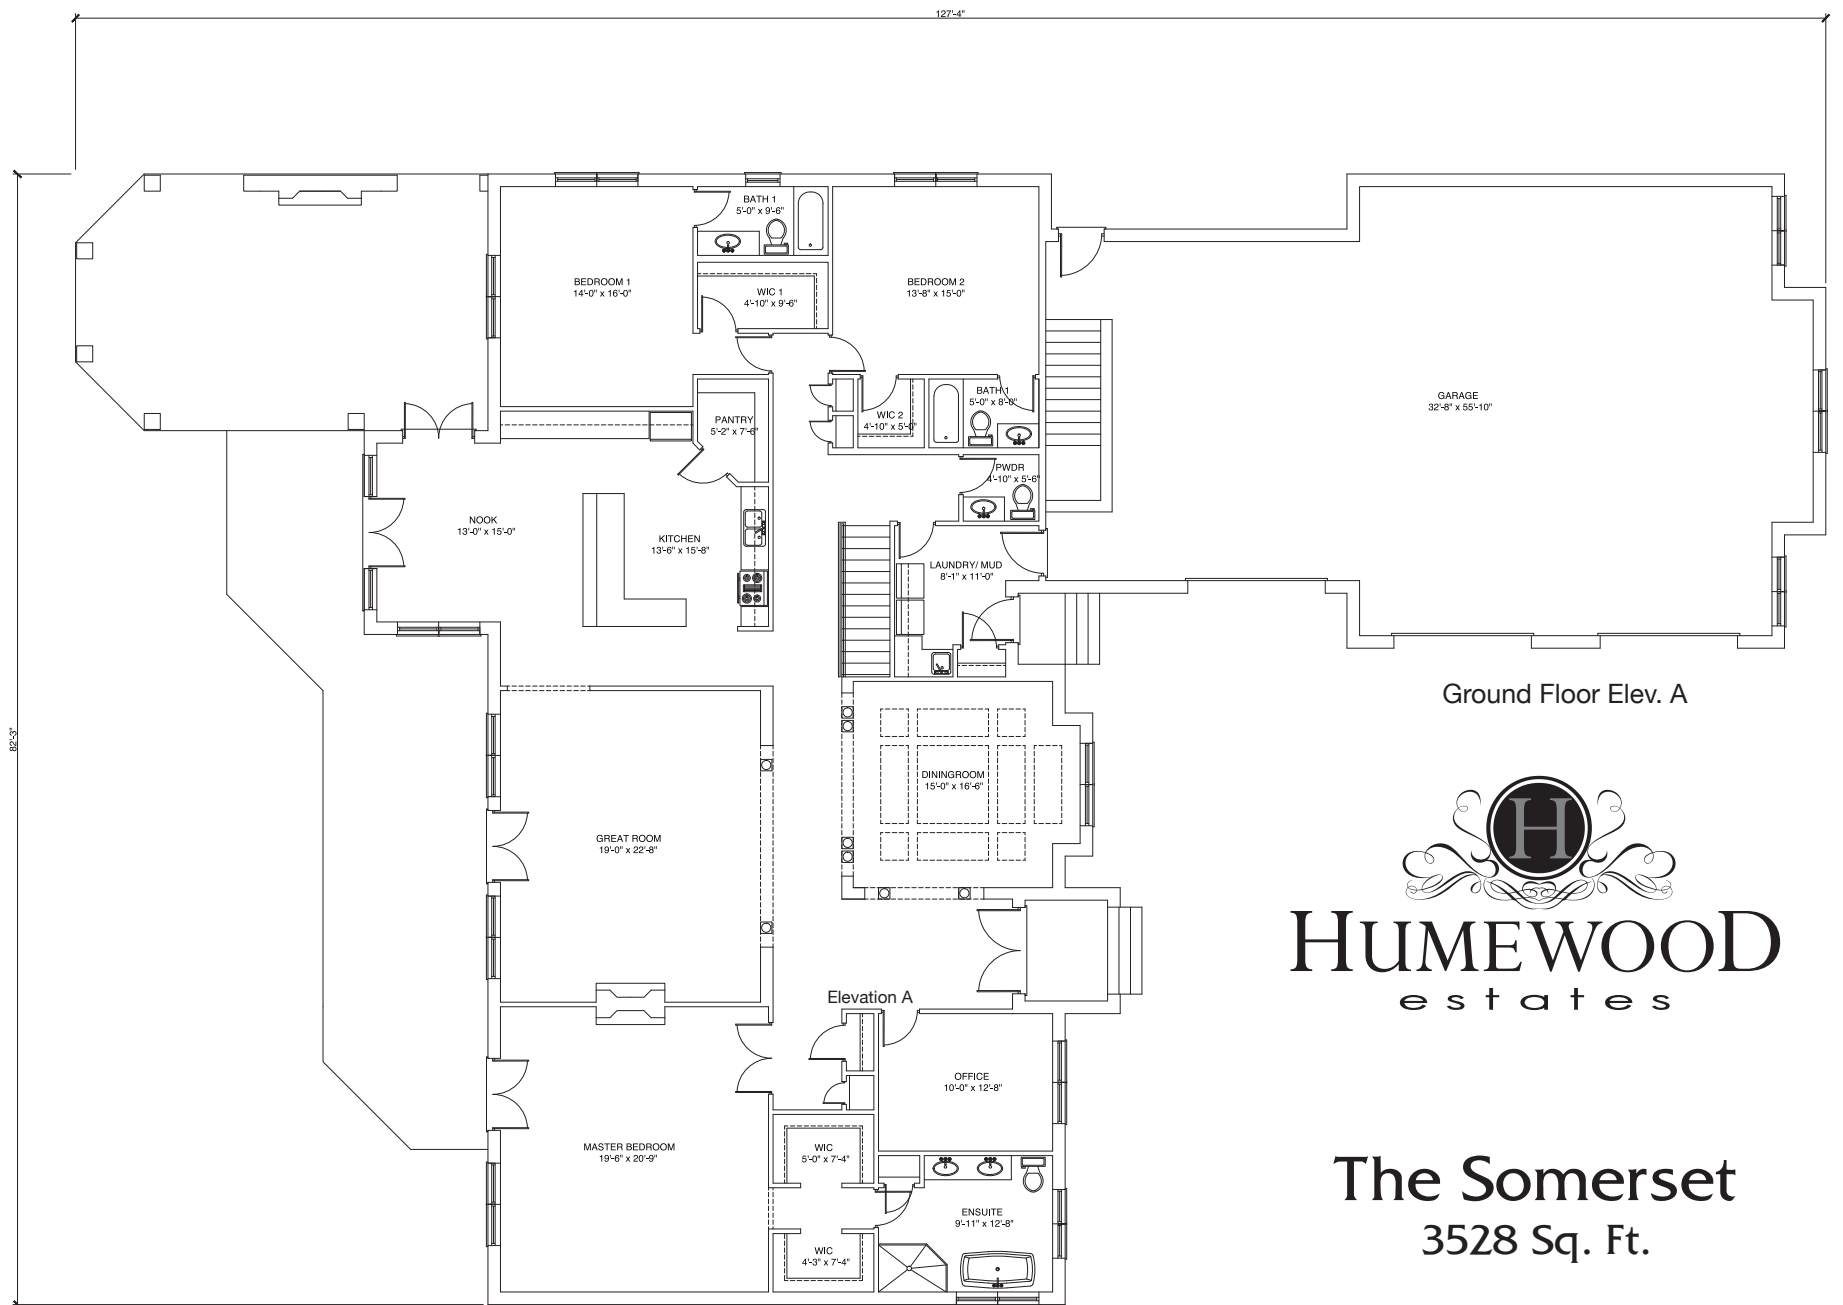 127'-4"
82'-3"
BATH 1
5'-0" x 9'-6"
BEDROOM 1
14'-0" x 16'-0"
WIC 1
4'-10" x 9'-6"
BEDROOM 2
13'-8" x 15'-0"
GARAGE
32'-8" x 55'-10"
PANTRY
5'-2" x 7'-6"
WIC 2
4'-10" x 5'-0"
BATH 1
5'-0" x 8'-0"
PWDR
4'-10" x 5'-6"
NOOK
13'-0" x 15'-0"
KITCHEN
13'-6" x 15'-8"
LAUNDRY/ MUD
8'-1" x 11'-0"
Ground Floor Elev. A
DININGROOM
15'-0" x 16'-6"
GREAT ROOM
19'-0" x 22'-8"
H
HUMEWOOD
estates
Elevation A
OFFICE
10'-0" x 12'-8"
MASTER BEDROOM
19'-6" x 20'-9"
WIC
5'-0" x 7'-4"
ENSUITE
9'-11" x 12'-8"
WIC
4'-3" x 7'-4"
The Somerset
3528 Sq. Ft.